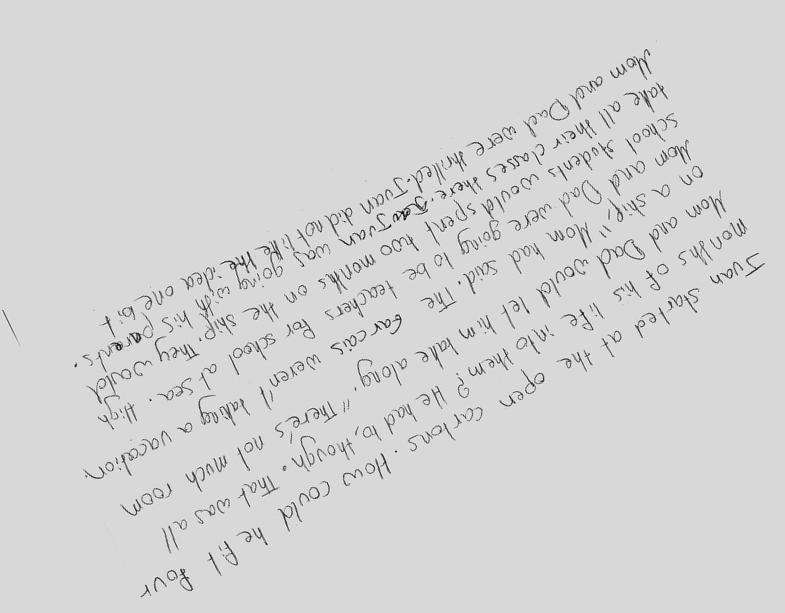 Juan started at the open cartons. How could he fit four
months of his life into them? He had to, though. That was all
Mom and Dad would let him take along. "There's not much room
on a ship," Mom had said. The Garcais weren't taking a vacation.
Mom and Dad were going to be teachers for school at sea. High
school students would spent two months on the ship. They would
take all their classes there. Juan was going with his parents.
Mom and Dad were thrilled. Juan did not like the idea one bit